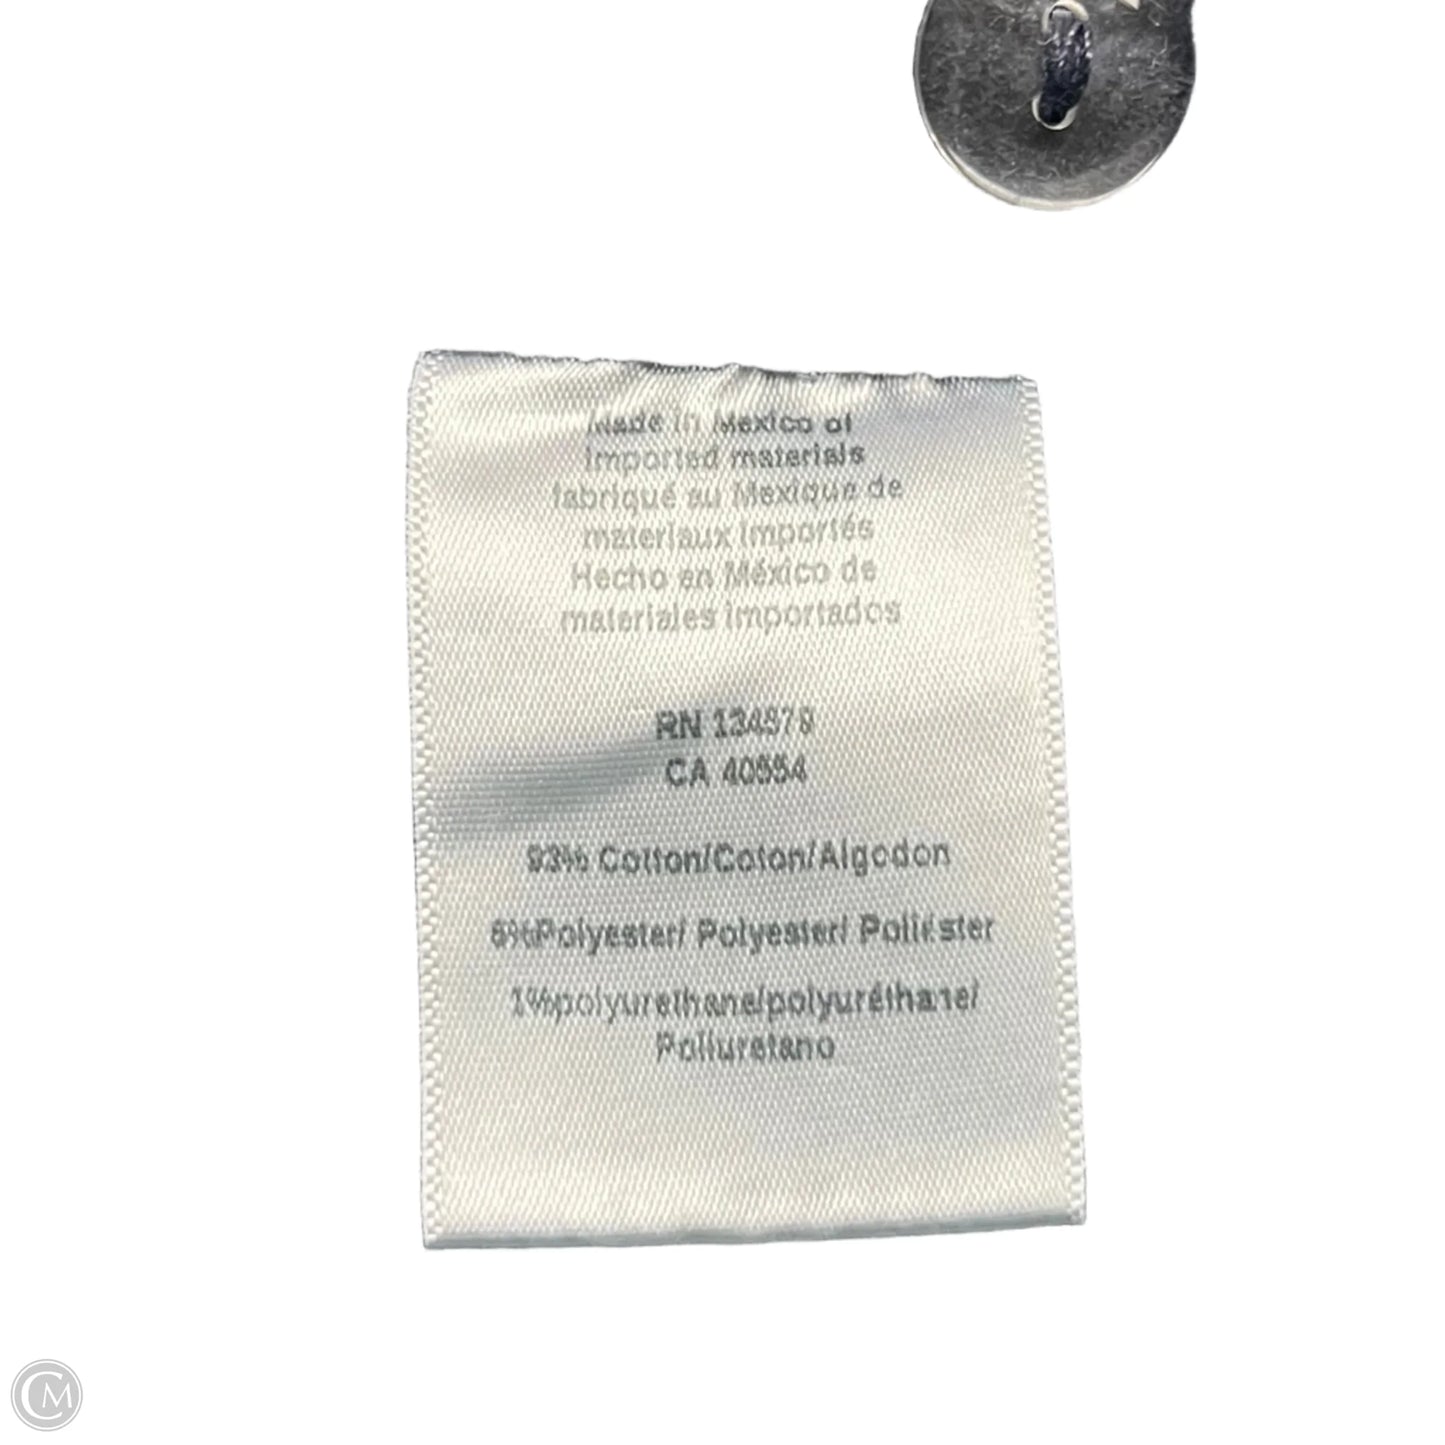 Made in Mexico of
imported materials
fabriqué au Mexique de
materiaux importés
Hecho en México de
materiales importados
RN 134579
CA 40554
93% Cotton/Coton/Algodon
6%Polyester/ Polyester/ Poliéster
1%polyurethane/polyuréthane/
Poliuretano
CM